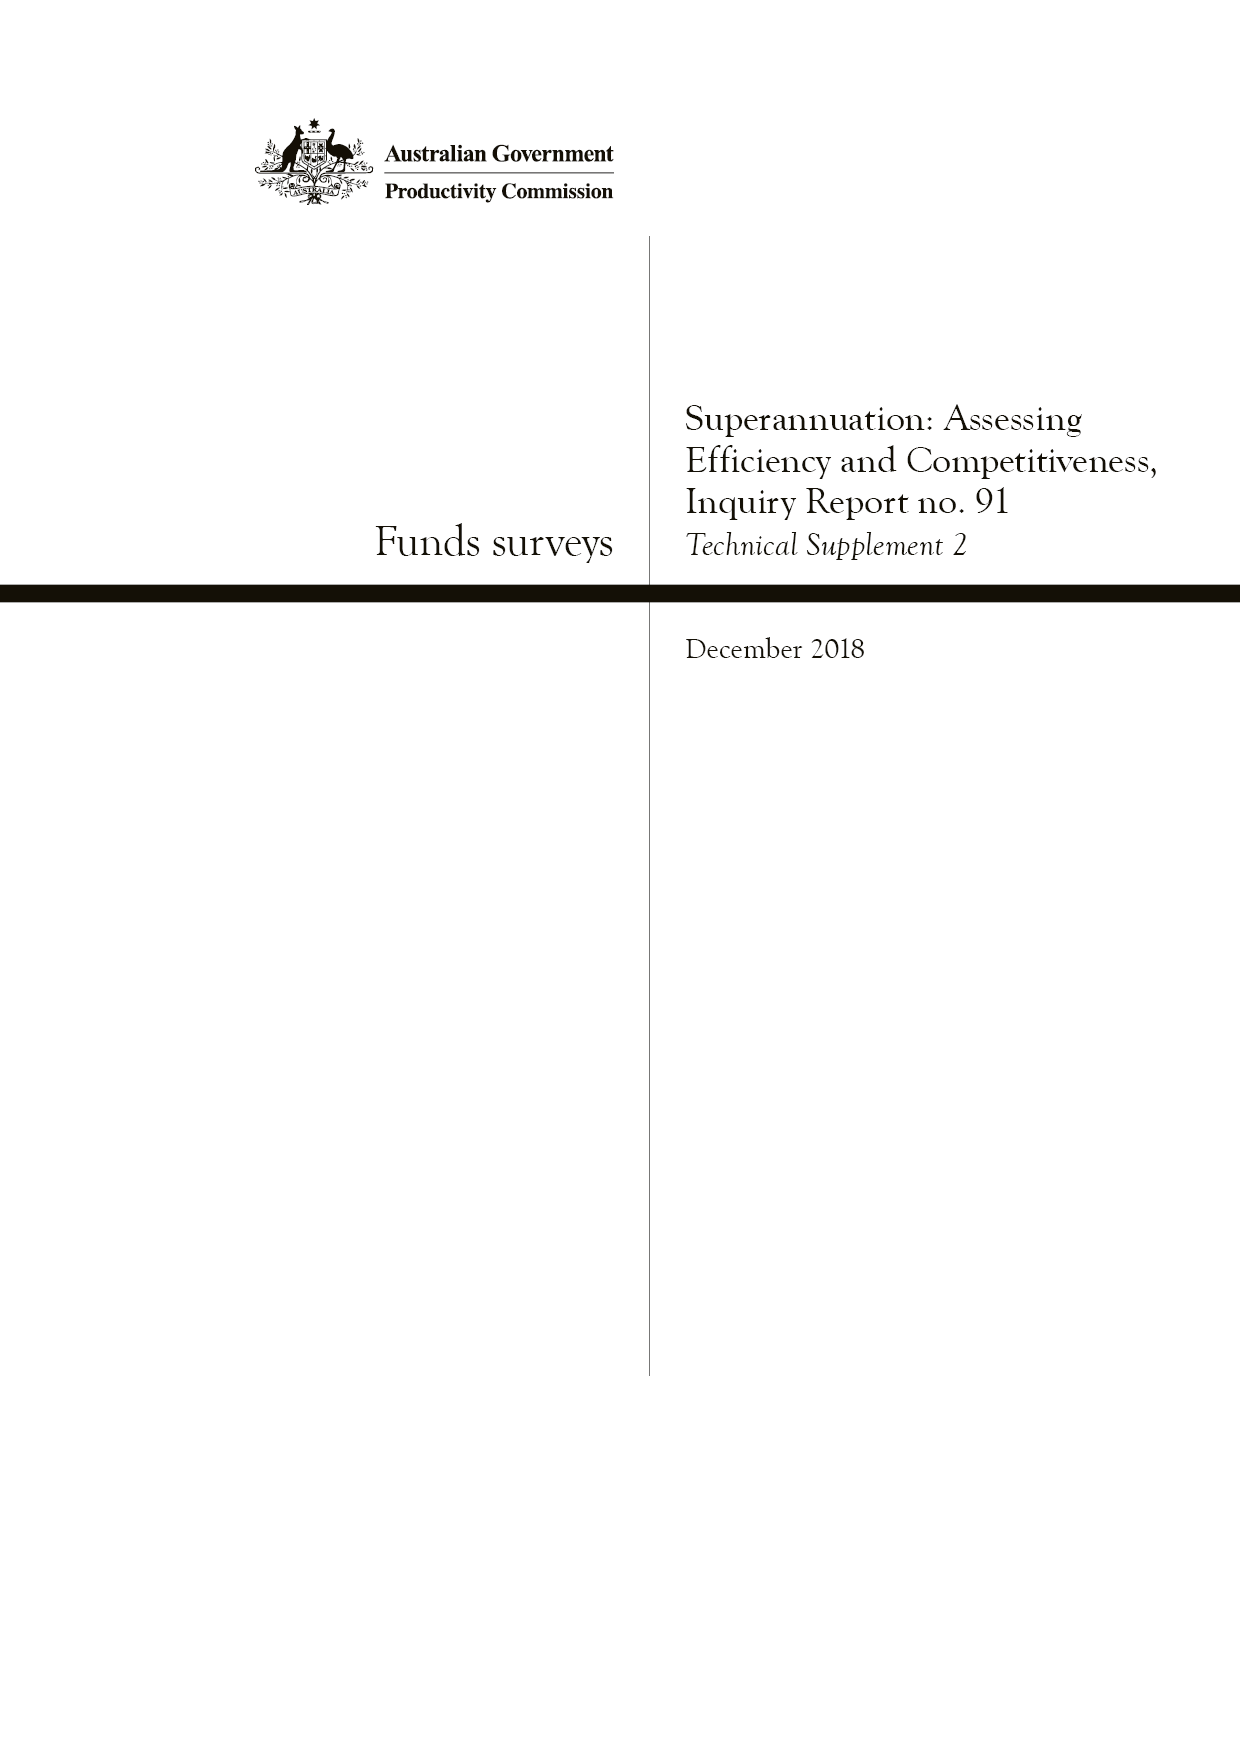 Australian Government
Productivity Commission
AUSTRALIA
Funds surveys
Superannuation: Assessing
Efficiency and Competitiveness,
Inquiry Report no. 91
Technical Supplement 2
December 2018